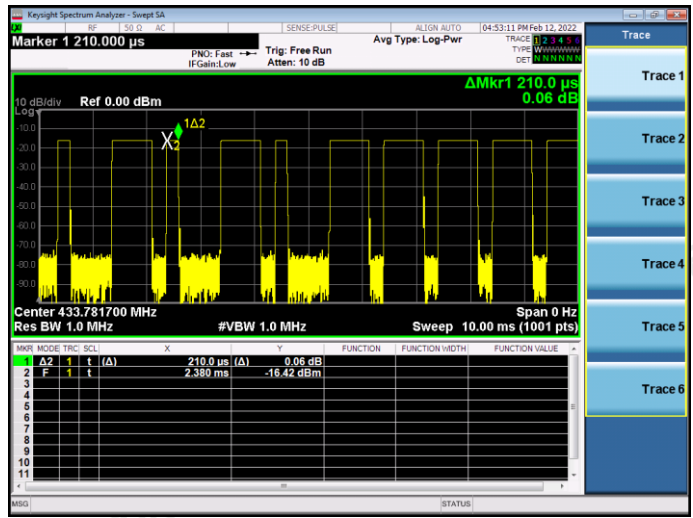 Keysight Spectrum Analyzer - Swept SA
RF 50 Ω AC SENSE:PULSE ALIGN AUTO 04:53:11 PM Feb 12, 2022
Marker 1 210.000 µs
PNO: Fast Trig: Free Run Avg Type: Log-Pwr TRACE 1 2 3 4 5 6
IFGain:Low Atten: 10 dB TYPE W
DET N N N N N N
ΔMkr1 210.0 µs
0.06 dB
10 dB/div Ref 0.00 dBm
Log
-10.0
1Δ2
X2
-20.0
-30.0
-40.0
-50.0
-60.0
-70.0
-80.0
-90.0
Center 433.781700 MHz Span 0 Hz
Res BW 1.0 MHz #VBW 1.0 MHz Sweep 10.00 ms (1001 pts)
MKR MODE TRC SCL X Y FUNCTION FUNCTION WIDTH FUNCTION VALUE
1 Δ2 1 t (Δ) 210.0 µs (Δ) 0.06 dB
2 F 1 t 2.380 ms -16.42 dBm
3
4
5
6
7
8
9
10
11
MSG STATUS
Trace
Trace 1
Trace 2
Trace 3
Trace 4
Trace 5
Trace 6